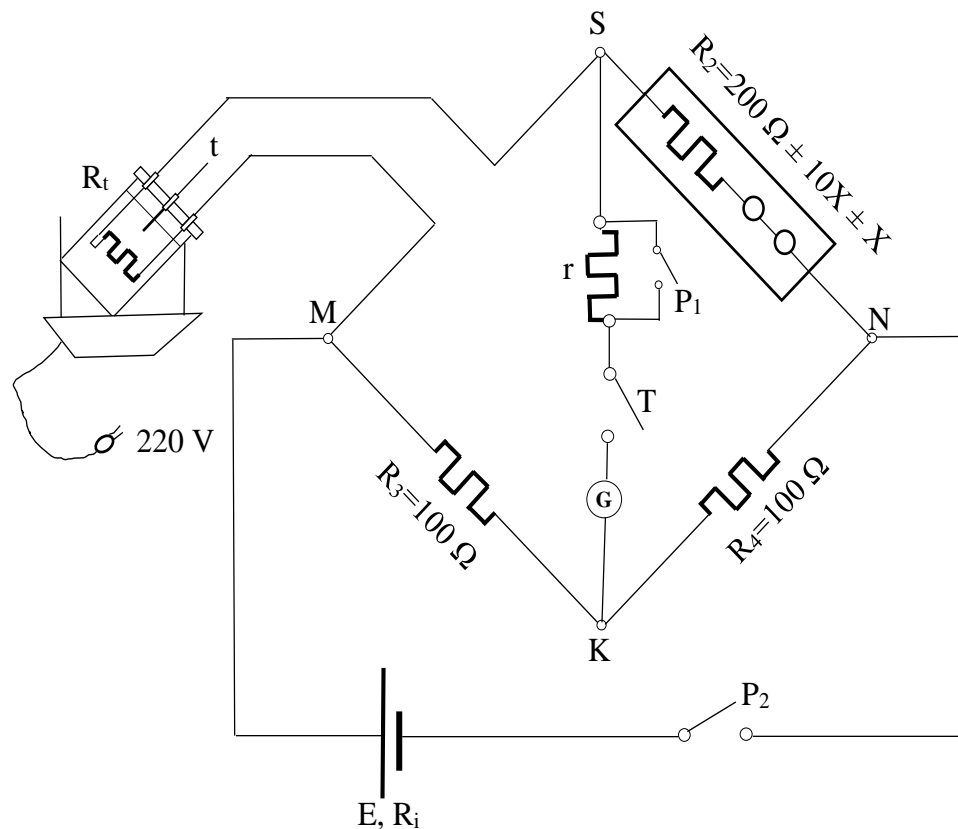 S
R₂=200 Ω ± 10X ± X
t
Rₜ
r
P₁
M
N
T
220 V
G
R₃=100 Ω
R₄=100 Ω
K
P₂
E, Rᵢ